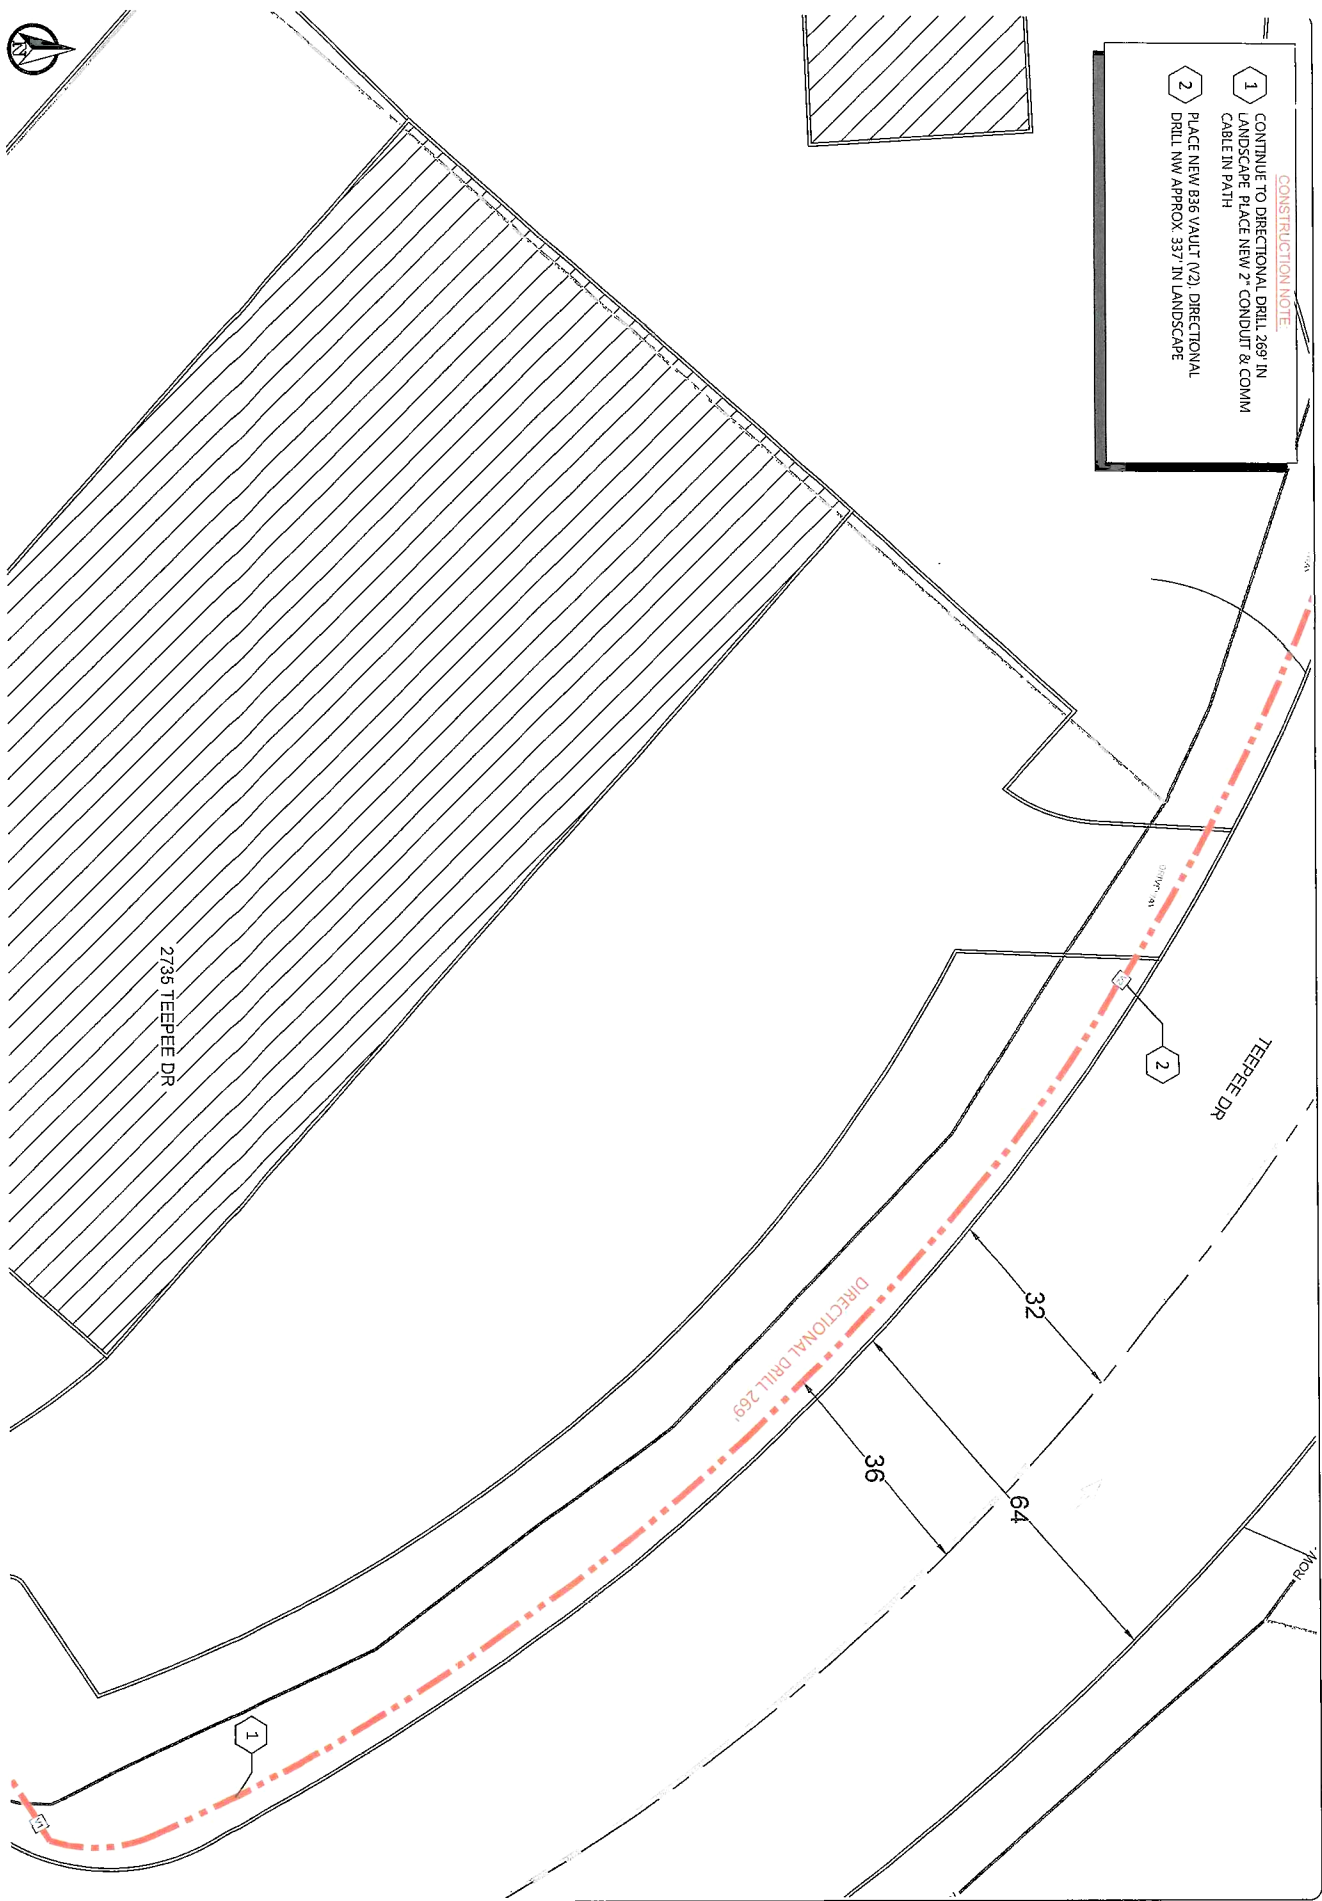 CONSTRUCTION NOTE:
1
CONTINUE TO DIRECTIONAL DRILL 269' IN
LANDSCAPE PLACE NEW 2" CONDUIT & COMM
CABLE IN PATH
2
PLACE NEW B36 VAULT (V2), DIRECTIONAL
DRILL NW APPROX. 337' IN LANDSCAPE
N
TEEPEE DR
2
32
DIRECTIONAL DRILL 269'
36
64
ROW
2735 TEEPEE DR
1
V1